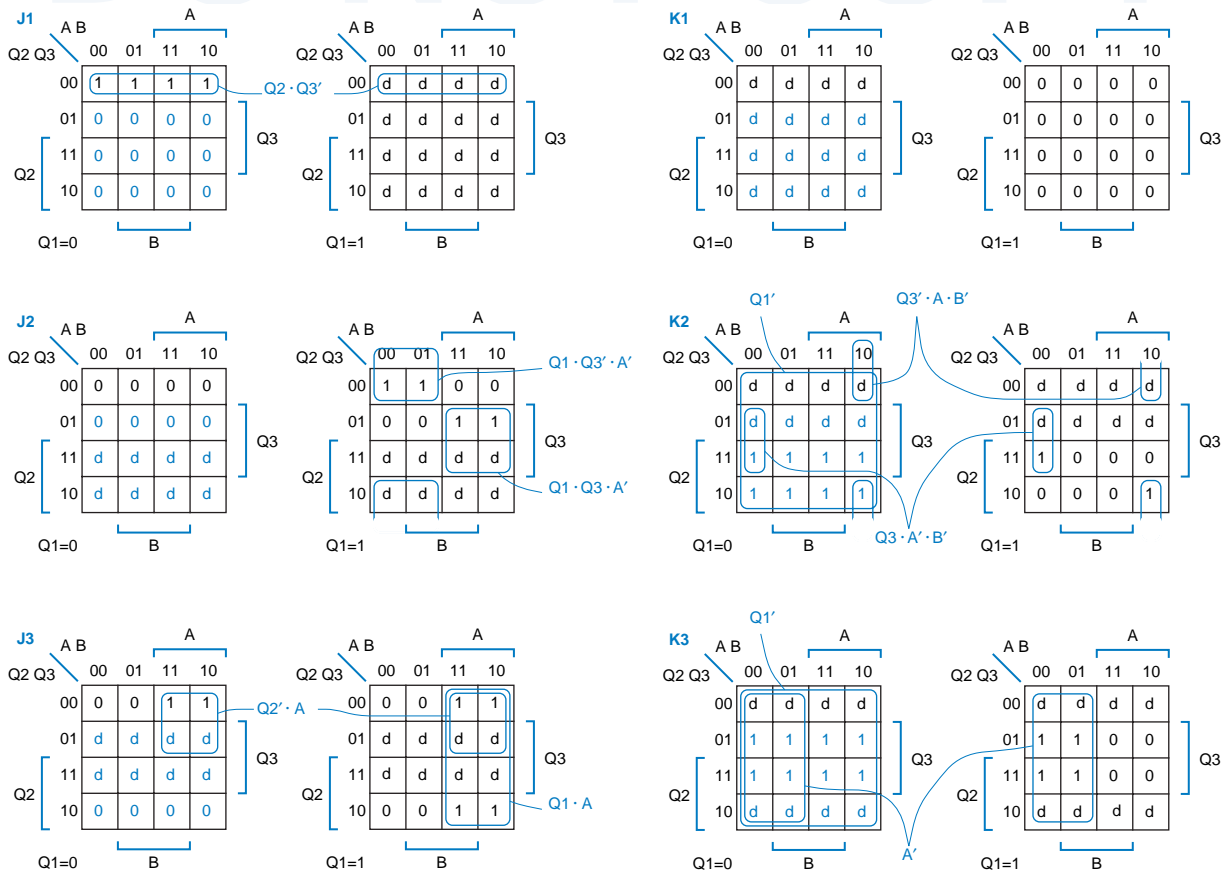 J1
A B
A
Q2 Q3
00 01 11 10
00 1 1 1 1
01 0 0 0 0
11 0 0 0 0
10 0 0 0 0
Q3
Q2
Q1=0
B
Q2 · Q3′
A B
A
Q2 Q3
00 01 11 10
00 d d d d
01 d d d d
11 d d d d
10 d d d d
Q3
Q2
Q1=1
B
K1
A B
A
Q2 Q3
00 01 11 10
00 d d d d
01 d d d d
11 d d d d
10 d d d d
Q3
Q2
Q1=0
B
A B
A
Q2 Q3
00 01 11 10
00 0 0 0 0
01 0 0 0 0
11 0 0 0 0
10 0 0 0 0
Q3
Q2
Q1=1
B
J2
A B
A
Q2 Q3
00 01 11 10
00 0 0 0 0
01 0 0 0 0
11 d d d d
10 d d d d
Q3
Q2
Q1=0
B
A B
A
Q2 Q3
00 01 11 10
00 1 1 0 0
01 0 0 1 1
11 d d d d
10 d d d d
Q3
Q2
Q1=1
B
Q1 · Q3′ · A′
Q1 · Q3 · A′
K2
Q1′
Q3′ · A · B′
A B
A
Q2 Q3
00 01 11 10
00 d d d d
01 d d d d
11 1 1 1 1
10 1 1 1 1
Q3
Q2
Q1=0
B
Q3 · A′ · B′
A B
A
Q2 Q3
00 01 11 10
00 d d d d
01 d d d d
11 1 0 0 0
10 0 0 0 1
Q3
Q2
Q1=1
B
J3
A B
A
Q2 Q3
00 01 11 10
00 0 0 1 1
01 d d d d
11 d d d d
10 0 0 0 0
Q3
Q2
Q1=0
B
Q2′ · A
A B
A
Q2 Q3
00 01 11 10
00 0 0 1 1
01 d d d d
11 d d d d
10 0 0 1 1
Q3
Q2
Q1=1
B
Q1 · A
K3
Q1′
A B
A
Q2 Q3
00 01 11 10
00 d d d d
01 1 1 1 1
11 1 1 1 1
10 d d d d
Q3
Q2
Q1=0
B
A′
A B
A
Q2 Q3
00 01 11 10
00 d d d d
01 1 1 0 0
11 1 1 0 0
10 d d d d
Q3
Q2
Q1=1
B